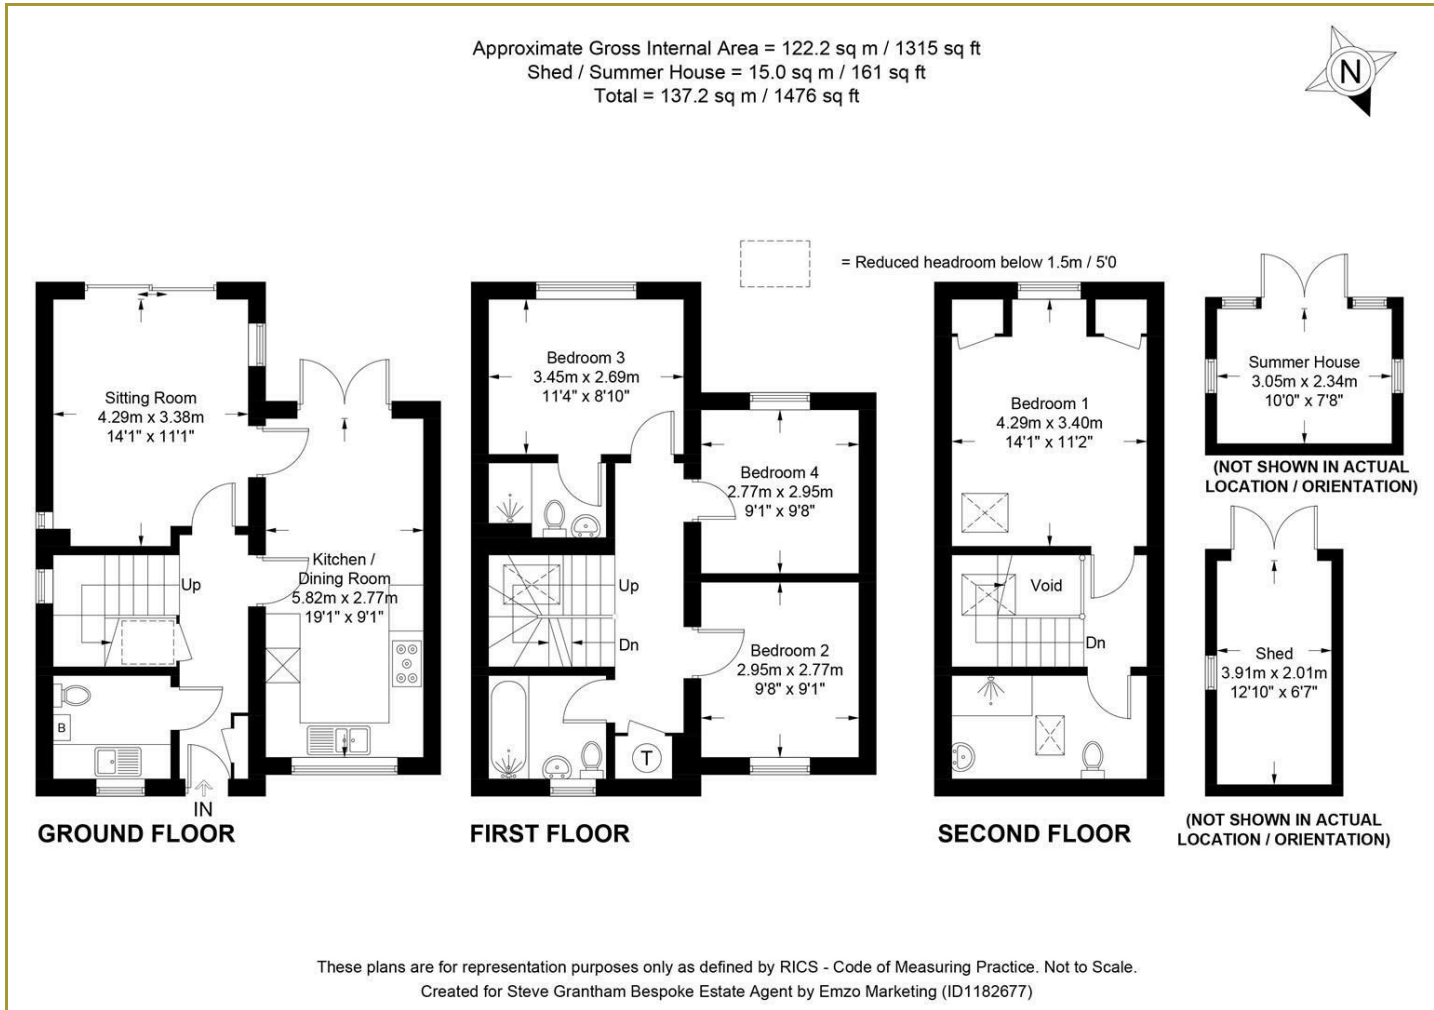 Approximate Gross Internal Area = 122.2 sq m / 1315 sq ft
Shed / Summer House = 15.0 sq m / 161 sq ft
Total = 137.2 sq m / 1476 sq ft
N
= Reduced headroom below 1.5m / 5'0
Sitting Room
4.29m x 3.38m
14'1" x 11'1"
Kitchen /
Dining Room
5.82m x 2.77m
19'1" x 9'1"
Up
B
IN
GROUND FLOOR
Bedroom 3
3.45m x 2.69m
11'4" x 8'10"
Bedroom 4
2.77m x 2.95m
9'1" x 9'8"
Up
Dn
Bedroom 2
2.95m x 2.77m
9'8" x 9'1"
T
FIRST FLOOR
Bedroom 1
4.29m x 3.40m
14'1" x 11'2"
Void
Dn
SECOND FLOOR
Summer House
3.05m x 2.34m
10'0" x 7'8"
(NOT SHOWN IN ACTUAL
LOCATION / ORIENTATION)
Shed
3.91m x 2.01m
12'10" x 6'7"
(NOT SHOWN IN ACTUAL
LOCATION / ORIENTATION)
These plans are for representation purposes only as defined by RICS - Code of Measuring Practice. Not to Scale.
Created for Steve Grantham Bespoke Estate Agent by Emzo Marketing (ID1182677)